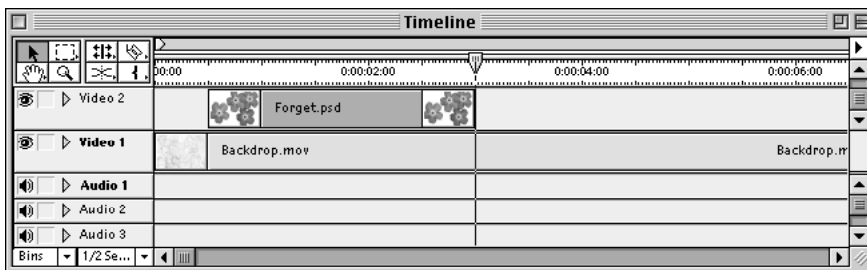 Timeline
00:00 0:00:02:00 0:00:04:00 0:00:06:00
Video 2
Forget.psd
Video 1
Backdrop.mov Backdrop.m
Audio 1
Audio 2
Audio 3
Bins 1/2 Se...